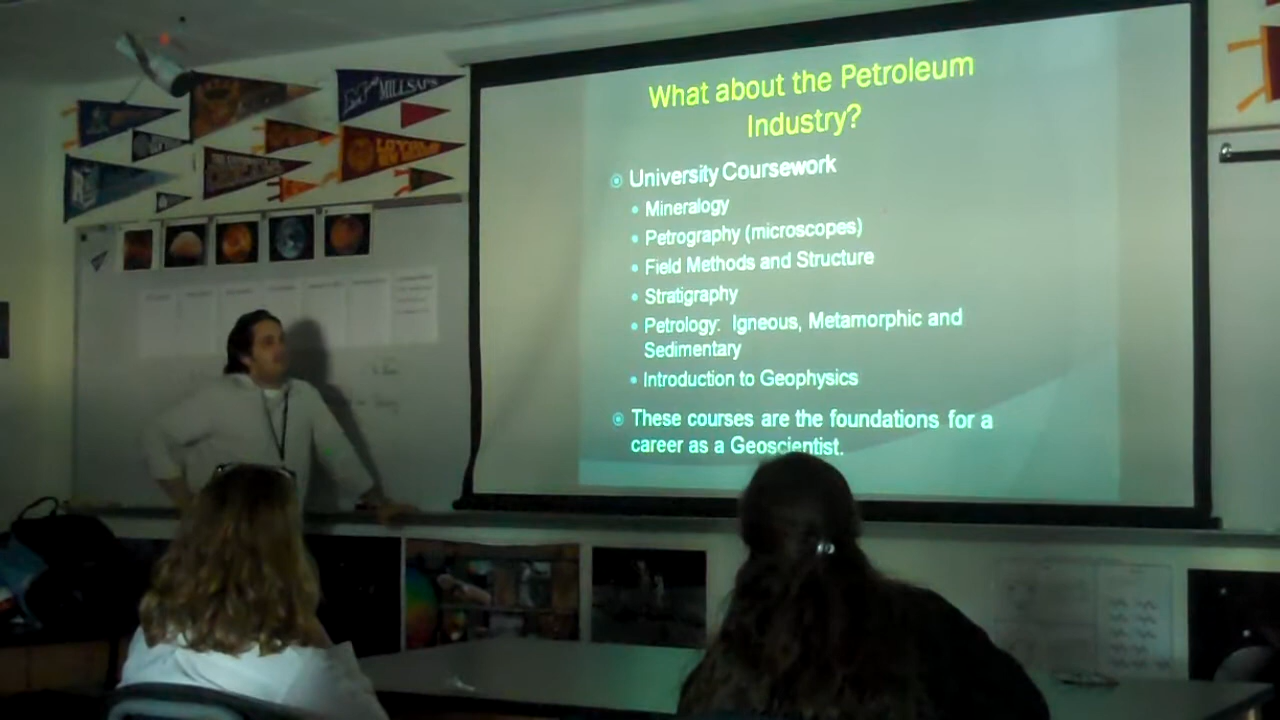 MILLSAPS
What about the Petroleum
Industry?
University Coursework
Mineralogy
Petrography (microscopes)
Field Methods and Structure
Stratigraphy
Petrology: Igneous, Metamorphic and
Sedimentary
Introduction to Geophysics
These courses are the foundations for a
career as a Geoscientist.